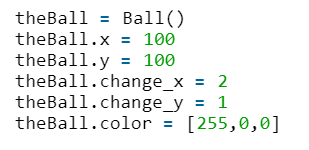 theBall = Ball()
theBall.x = 100
theBall.y = 100
theBall.change_x = 2
theBall.change_y = 1
theBall.color = [255,0,0]